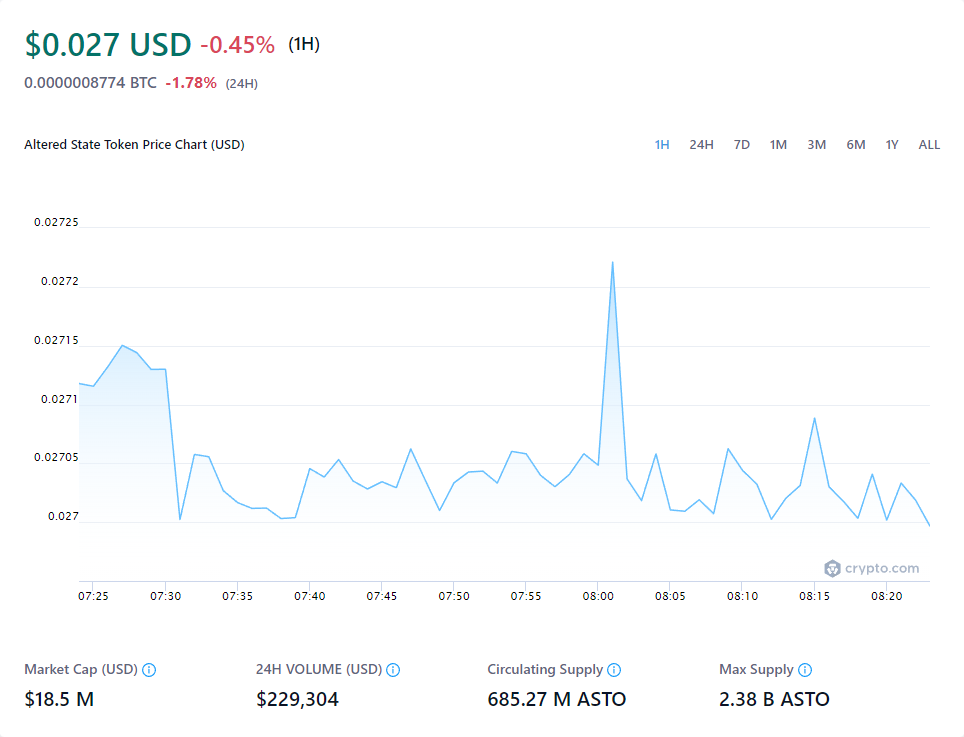 $0.027 USD -0.45% (1H)
0.0000008774 BTC -1.78% (24H)
Altered State Token Price Chart (USD) 1H 24H 7D 1M 3M 6M 1Y ALL
0.02725
0.0272
0.02715
0.0271
0.02705
0.027
crypto.com
07:25 07:30 07:35 07:40 07:45 07:50 07:55 08:00 08:05 08:10 08:15 08:20
Market Cap (USD) 24H VOLUME (USD) Circulating Supply Max Supply
$18.5 M $229,304 685.27 M ASTO 2.38 B ASTO